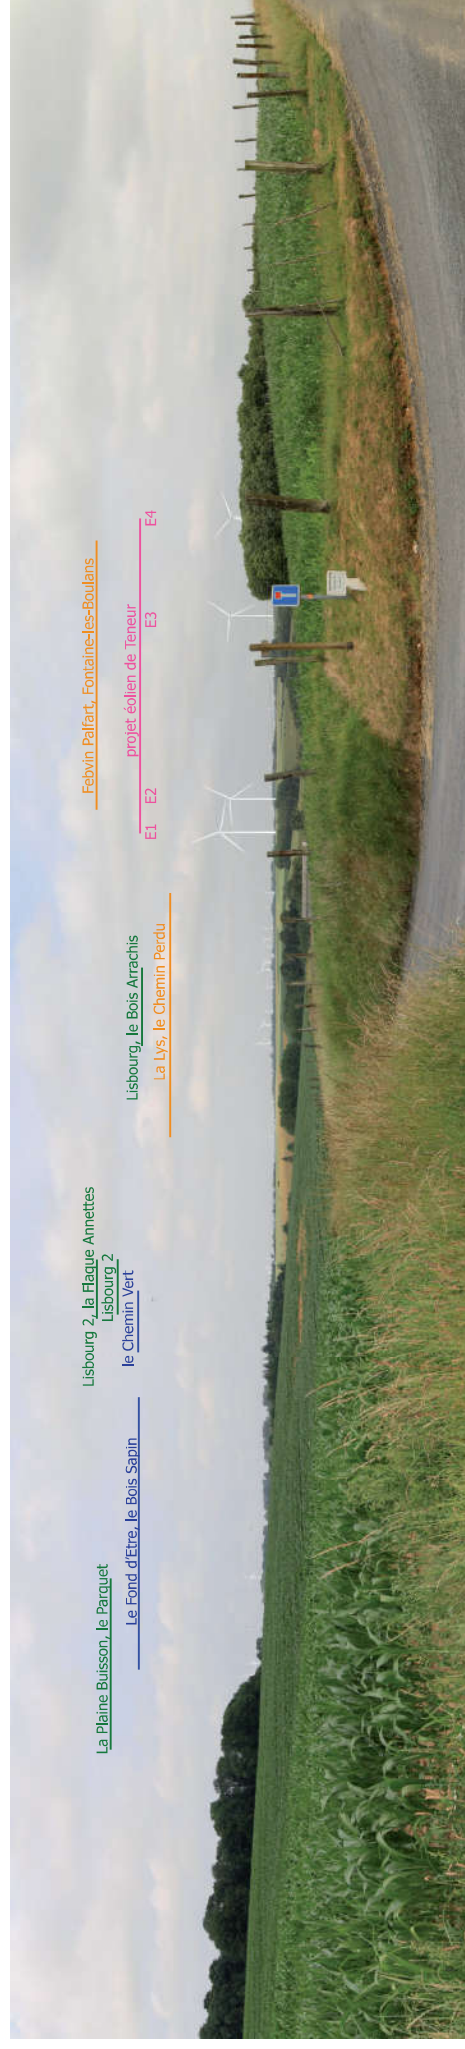 La Plaine Buisson, le Parquet
Le Fond d'Etre, le Bois Sapin
Lisbourg 2, la Flaque Annettes
Lisbourg 2
le Chemin Vert
Lisbourg, le Bois Arrachis
La Lys, le Chemin Perdu
Febvin Palfart, Fontaine-les-Boulans
projet éolien de Teneur
E1 E2 E3 E4